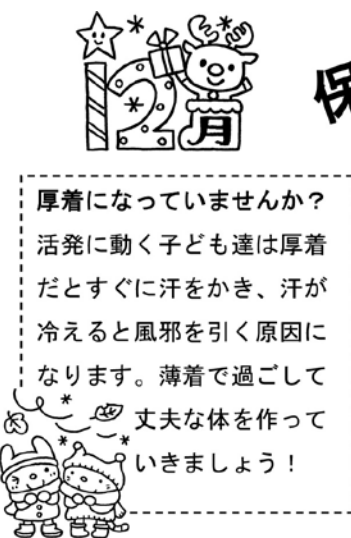 12月
保
厚着になっていませんか？
活発に動く子ども達は厚着
だとすぐに汗をかき、汗が
冷えると風邪を引く原因に
なります。薄着で過ごして
丈夫な体を作って
いきましょう！